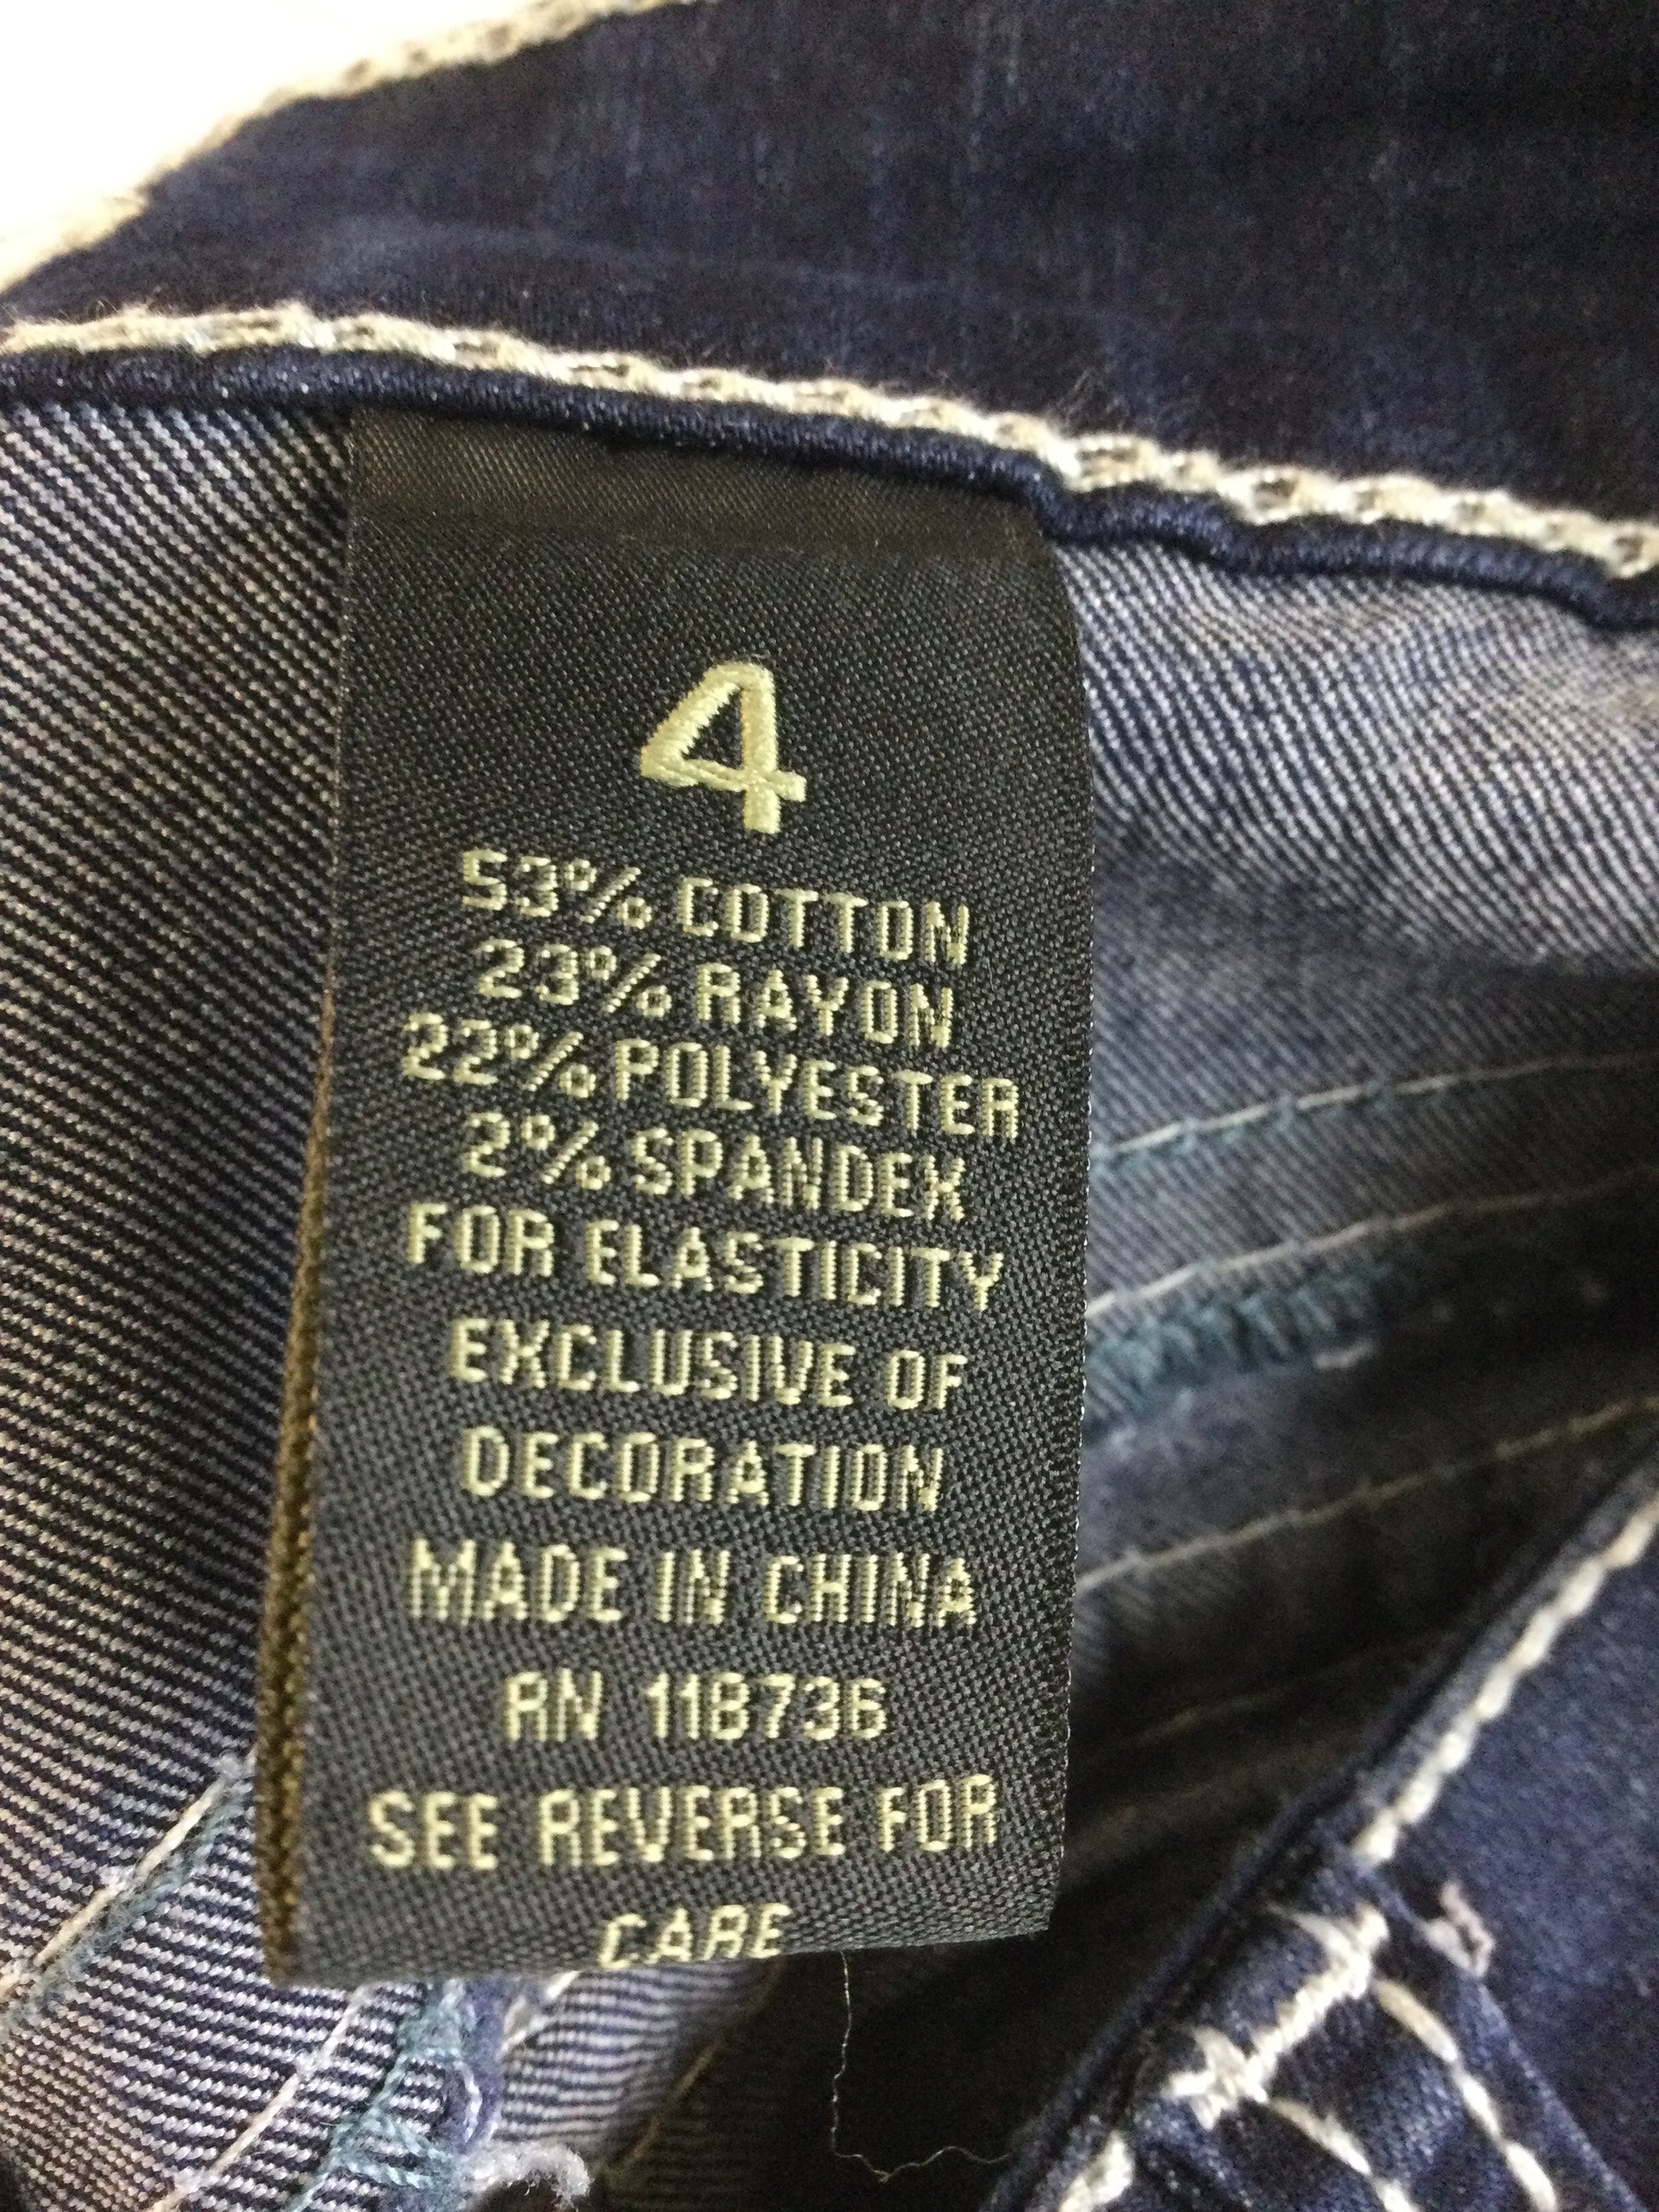 4
53% COTTON
23% RAYON
22% POLYESTER
2% SPANDEX
FOR ELASTICITY
EXCLUSIVE OF
DECORATION
MADE IN CHINA
RN 118736
SEE REVERSE FOR
CARE